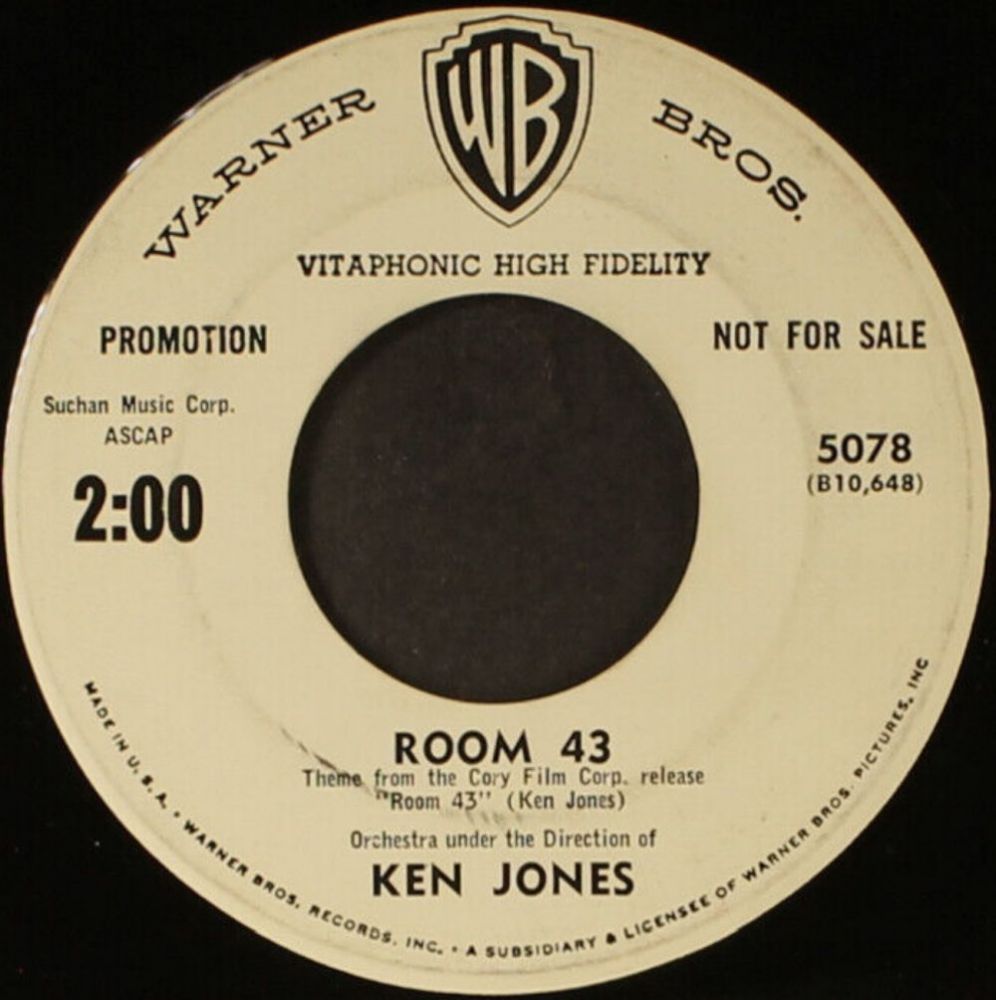 WB
WARNER BROS.
VITAPHONIC HIGH FIDELITY
PROMOTION
NOT FOR SALE
Suchan Music Corp.
ASCAP
2:00
5078
(B10,648)
ROOM 43
Theme from the Cory Film Corp. release
"Room 43" (Ken Jones)
Orchestra under the Direction of
KEN JONES
MADE IN U. S. A. • WARNER BROS. RECORDS, INC. • A SUBSIDIARY & LICENSEE OF WARNER BROS. PICTURES, INC